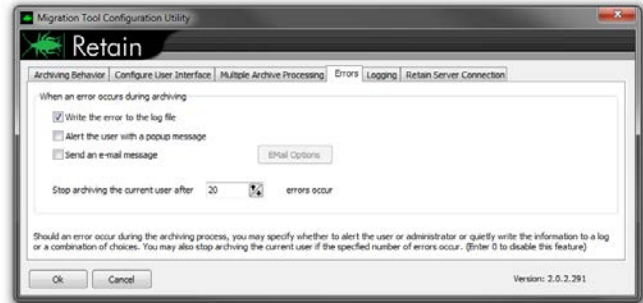 Migration Tool Configuration Utility
Retain
Archiving Behavior Configure User Interface Multiple Archive Processing Errors Logging Retain Server Connection
When an error occurs during archiving
Write the error to the log file
Alert the user with a popup message
Send an e-mail message EMail Options
Stop archiving the current user after 20 errors occur
Should an error occur during the archiving process, you may specify whether to alert the user or administrator or quietly write the information to a log
or a combination of choices. You may also stop archving the current user if the specfied number of errors occur. (Enter 0 to disable this feature)
Ok Cancel Version: 2.0.2.291